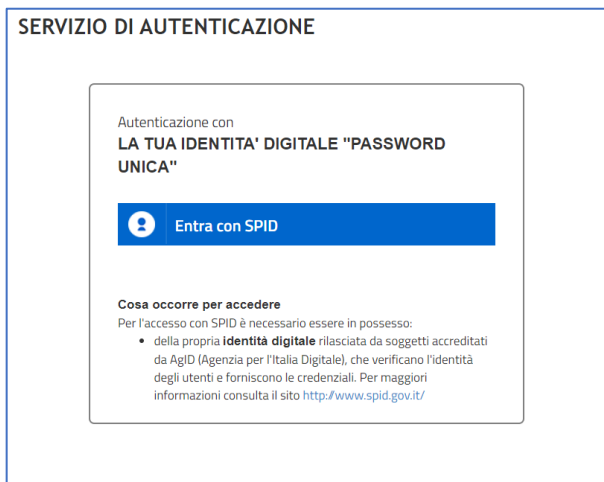 SERVIZIO DI AUTENTICAZIONE
Autenticazione con
LA TUA IDENTITA' DIGITALE "PASSWORD
UNICA"
Entra con SPID
Cosa occorre per accedere
Per l'accesso con SPID è necessario essere in possesso:
• della propria identità digitale rilasciata da soggetti accreditati
da AgID (Agenzia per l'Italia Digitale), che verificano l'identità
degli utenti e forniscono le credenziali. Per maggiori
informazioni consulta il sito http://www.spid.gov.it/